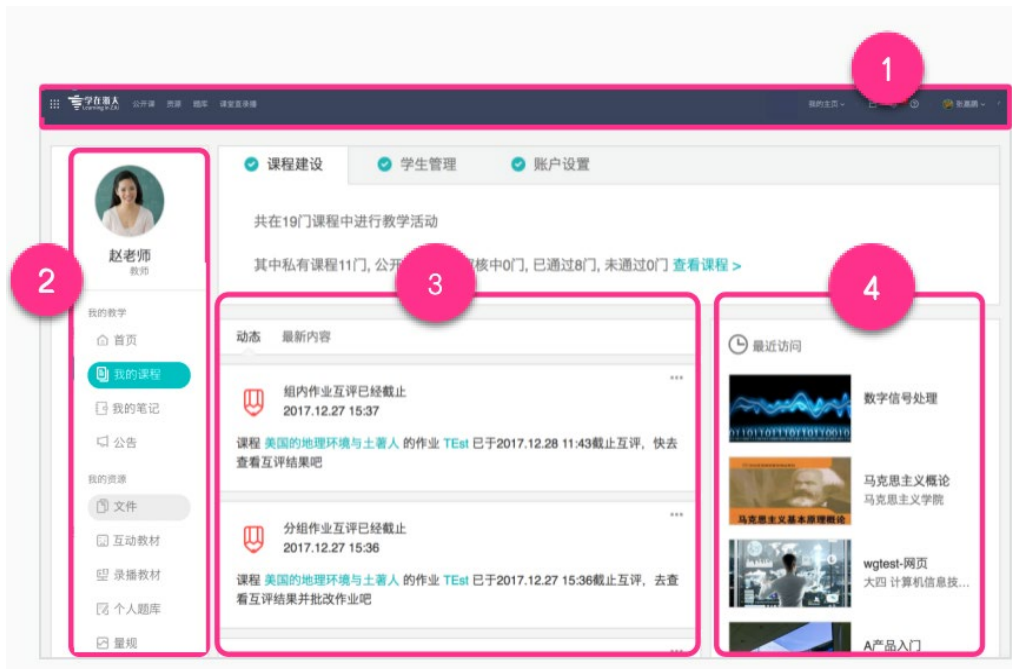 1
学在浙大
Learning in ZJU
公开课 资源 题库 课堂直录播
我的主页
2
赵老师
教师
我的教学
首页
我的课程
我的笔记
公告
我的资源
文件
互动教材
录播教材
个人题库
量规
课程建设 学生管理 账户设置
共在19门课程中进行教学活动
其中私有课程11门, 公开 核中0门, 已通过8门, 未通过0门 查看课程 >
3
动态 最新内容
组内作业互评已经截止
2017.12.27 15:37
课程 美国的地理环境与土著人 的作业 TEst 已于2017.12.28 11:43截止互评，快去
查看互评结果吧
分组作业互评已经截止
2017.12.27 15:36
课程 美国的地理环境与土著人 的作业 TEst 已于2017.12.27 15:36截止互评，去查
看互评结果并批改作业吧
4
最近访问
数字信号处理
马克思主义基本原理概论
马克思主义概论
马克思主义学院
wgtest-网页
大四 计算机信息技...
A产品入门